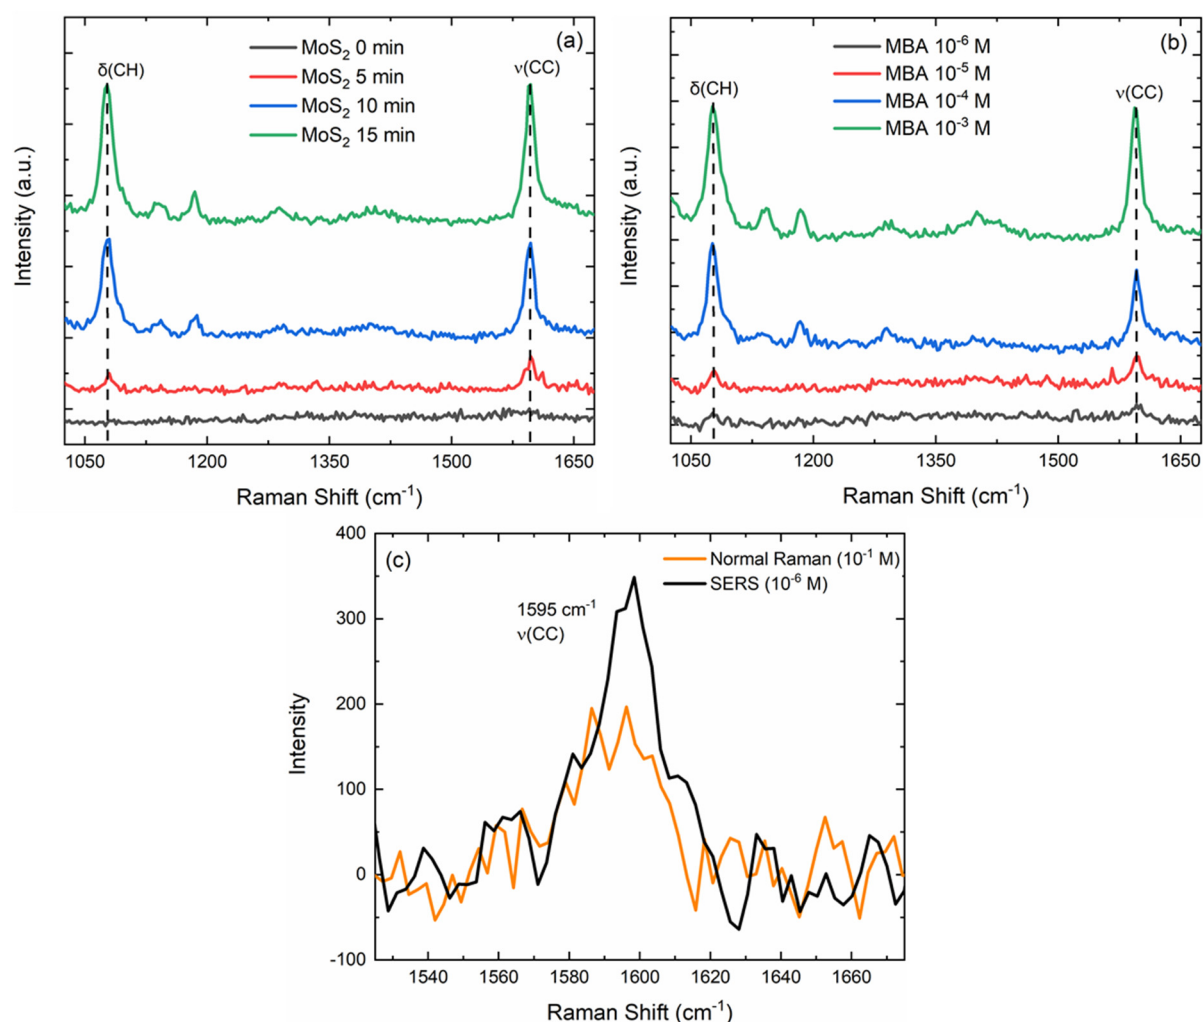 (a)
MoS2 0 min
MoS2 5 min
MoS2 10 min
MoS2 15 min
δ(CH)
ν(CC)
Intensity (a.u.)
1050 1200 1350 1500 1650
Raman Shift (cm-1)
(b)
MBA 10-6 M
MBA 10-5 M
MBA 10-4 M
MBA 10-3 M
δ(CH)
ν(CC)
Intensity (a.u.)
1050 1200 1350 1500 1650
Raman Shift (cm-1)
(c)
Normal Raman (10-1 M)
SERS (10-6 M)
1595 cm-1
ν(CC)
400
300
200
100
0
-100
Intensity
1540 1560 1580 1600 1620 1640 1660
Raman Shift (cm-1)